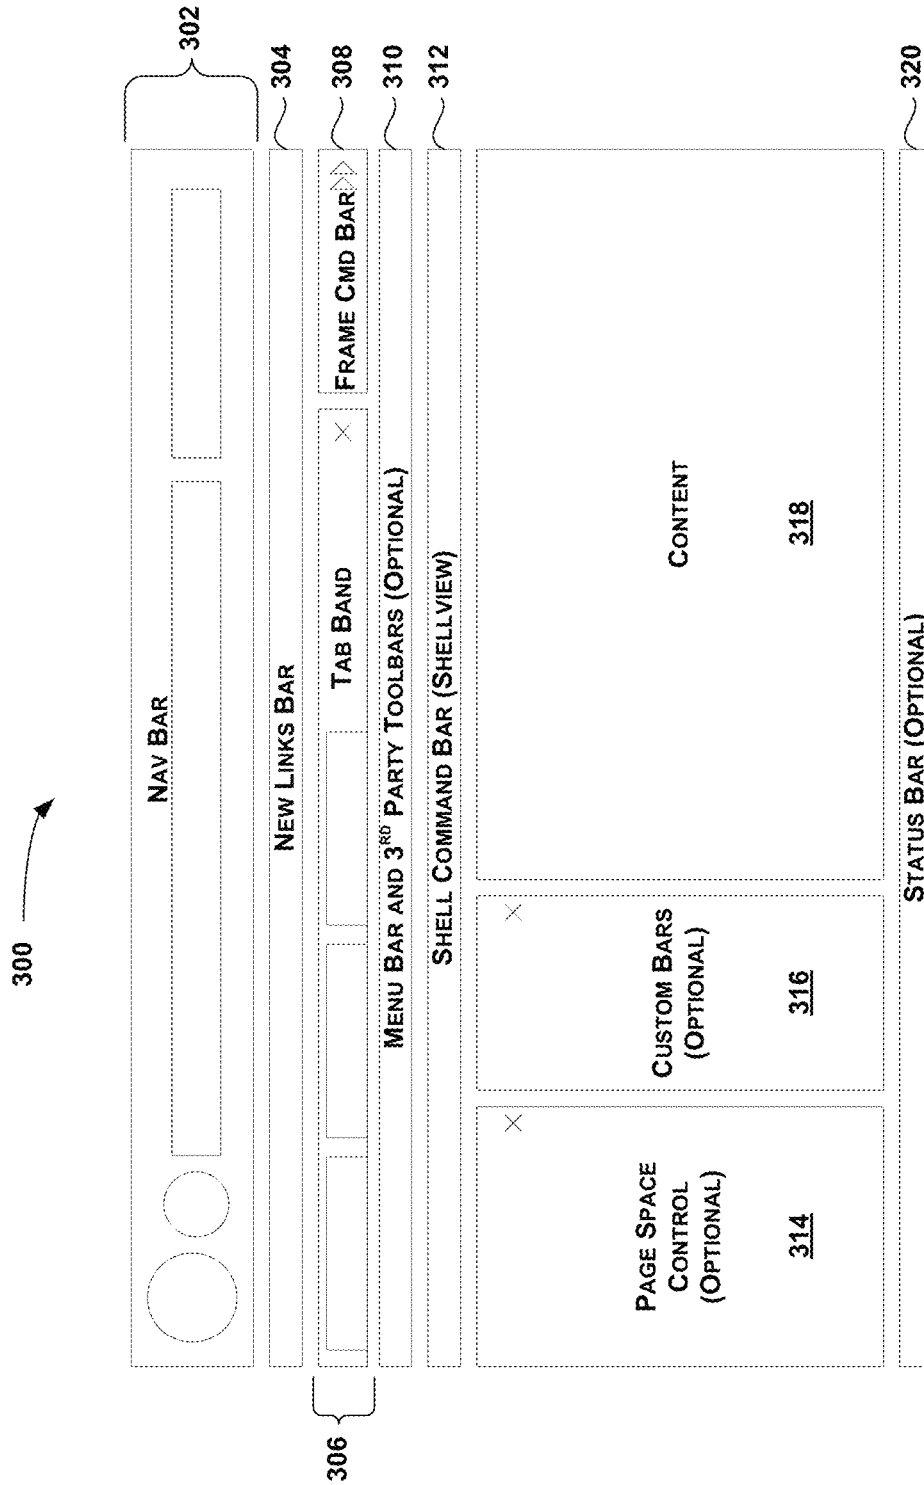 300
NAV BAR
302
NEW LINKS BAR
304
306
TAB BAND
FRAME CMD BAR
308
MENU BAR AND 3RD PARTY TOOLBARS (OPTIONAL)
310
SHELL COMMAND BAR (SHELLVIEW)
312
PAGE SPACE
CONTROL
(OPTIONAL)
314
CUSTOM BARS
(OPTIONAL)
316
CONTENT
318
STATUS BAR (OPTIONAL)
320